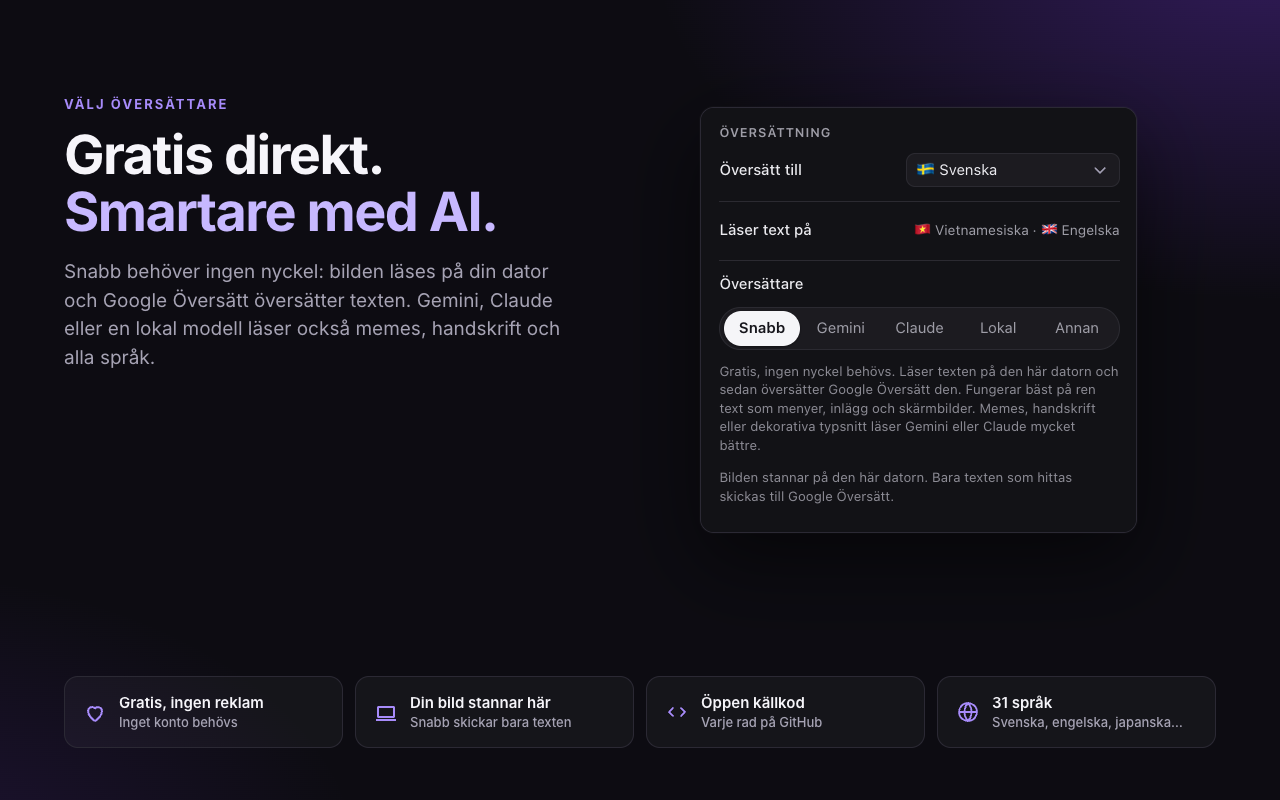 VÄLJ ÖVERSÄTTARE
Gratis direkt.
Smartare med AI.
Snabb behöver ingen nyckel: bilden läses på din dator
och Google Översätt översätter texten. Gemini, Claude
eller en lokal modell läser också memes, handskrift och
alla språk.
ÖVERSÄTTNING
Översätt till
Svenska
Läser text på
Vietnamesiska · Engelska
Översättare
Snabb
Gemini
Claude
Lokal
Annan
Gratis, ingen nyckel behövs. Läser texten på den här datorn och
sedan översätter Google Översätt den. Fungerar bäst på ren
text som menyer, inlägg och skärmbilder. Memes, handskrift
eller dekorativa typsnitt läser Gemini eller Claude mycket
bättre.
Bilden stannar på den här datorn. Bara texten som hittas
skickas till Google Översätt.
Gratis, ingen reklam
Inget konto behövs
Din bild stannar här
Snabb skickar bara texten
Öppen källkod
Varje rad på GitHub
31 språk
Svenska, engelska, japanska...